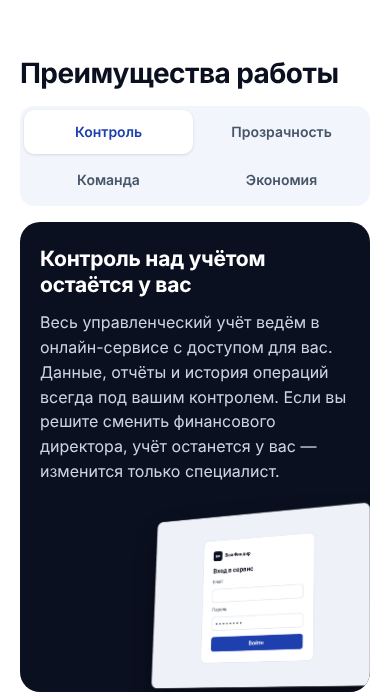 Преимущества работы
Контроль
Прозрачность
Команда
Экономия
Контроль над учётом
остаётся у вас
Весь управленческий учёт ведём в
онлайн-сервисе с доступом для вас.
Данные, отчёты и история операций
всегда под вашим контролем. Если вы
решите сменить финансового
директора, учёт останется у вас —
изменится только специалист.
Вход в сервис
Пароль
Войти